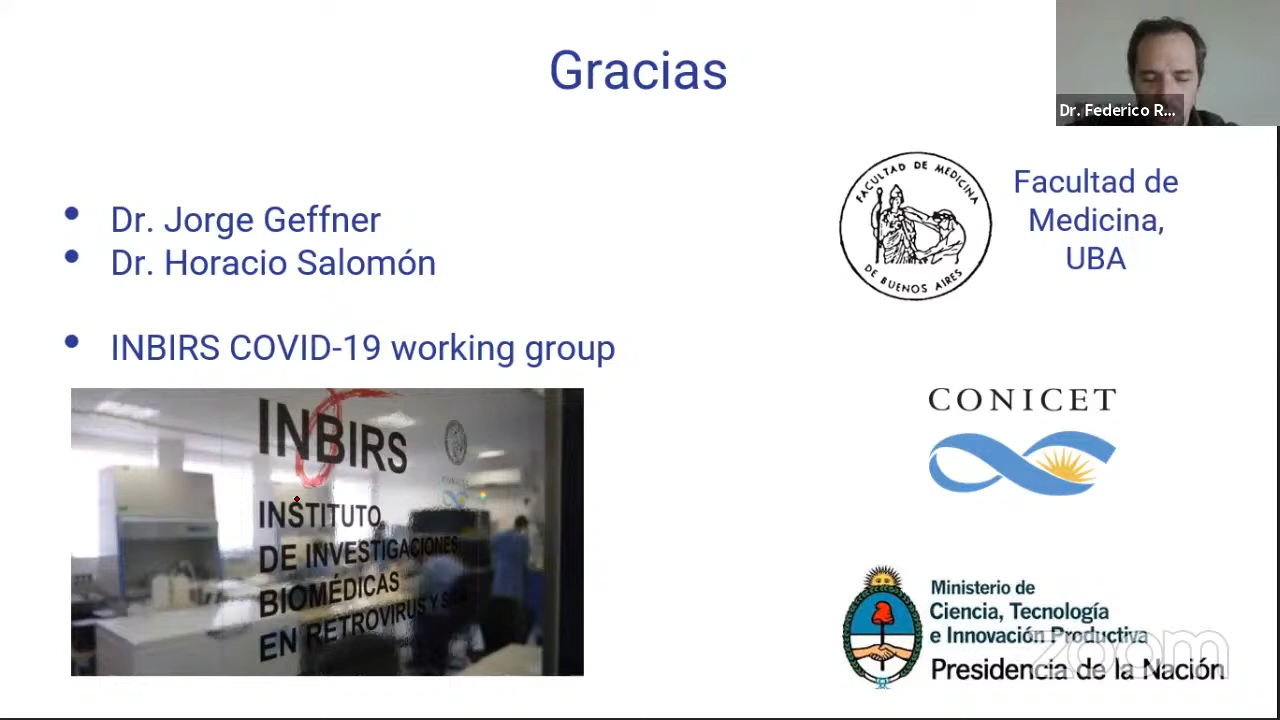 Gracias
Dr. Federico R...
• Dr. Jorge Geffner
• Dr. Horacio Salomón
• INBIRS COVID-19 working group
FACULTAD DE MEDICINA
DE BUENOS AIRES
Facultad de
Medicina,
UBA
INBIRS
INSTITUTO
DE INVESTIGACIONES
BIOMÉDICAS
EN RETROVIRUS Y
CONICET
Ministerio de
Ciencia, Tecnología
e Innovación Productiva
Presidencia de la Nación
zoom